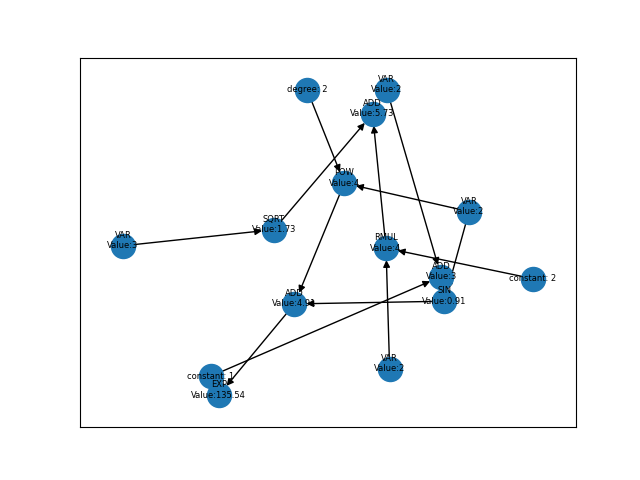 degree: 2
VAR
Value:2
ADD
Value:5.73
POW
Value:4
VAR
Value:2
SQRT
Value:1.73
VAR
Value:3
RMUL
Value:4
ADD
Value:3
constant: 2
SIN
Value:0.91
ADD
Value:4.91
VAR
Value:2
constant: 1
EXP
Value:135.54